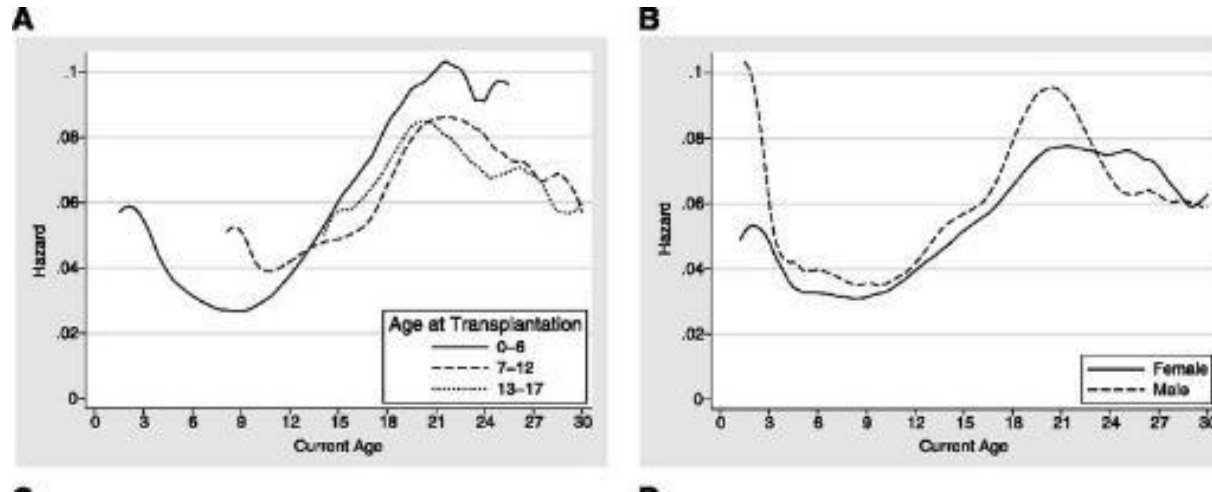 A
B
.1
.08
.06
.04
.02
0
Hazard
0 3 6 9 12 15 18 21 24 27 30
Current Age
Age at Transplantation
0–6
7–12
13–17
.1
.08
.06
.04
.02
0
Hazard
0 3 6 9 12 15 18 21 24 27 30
Current Age
Female
Male